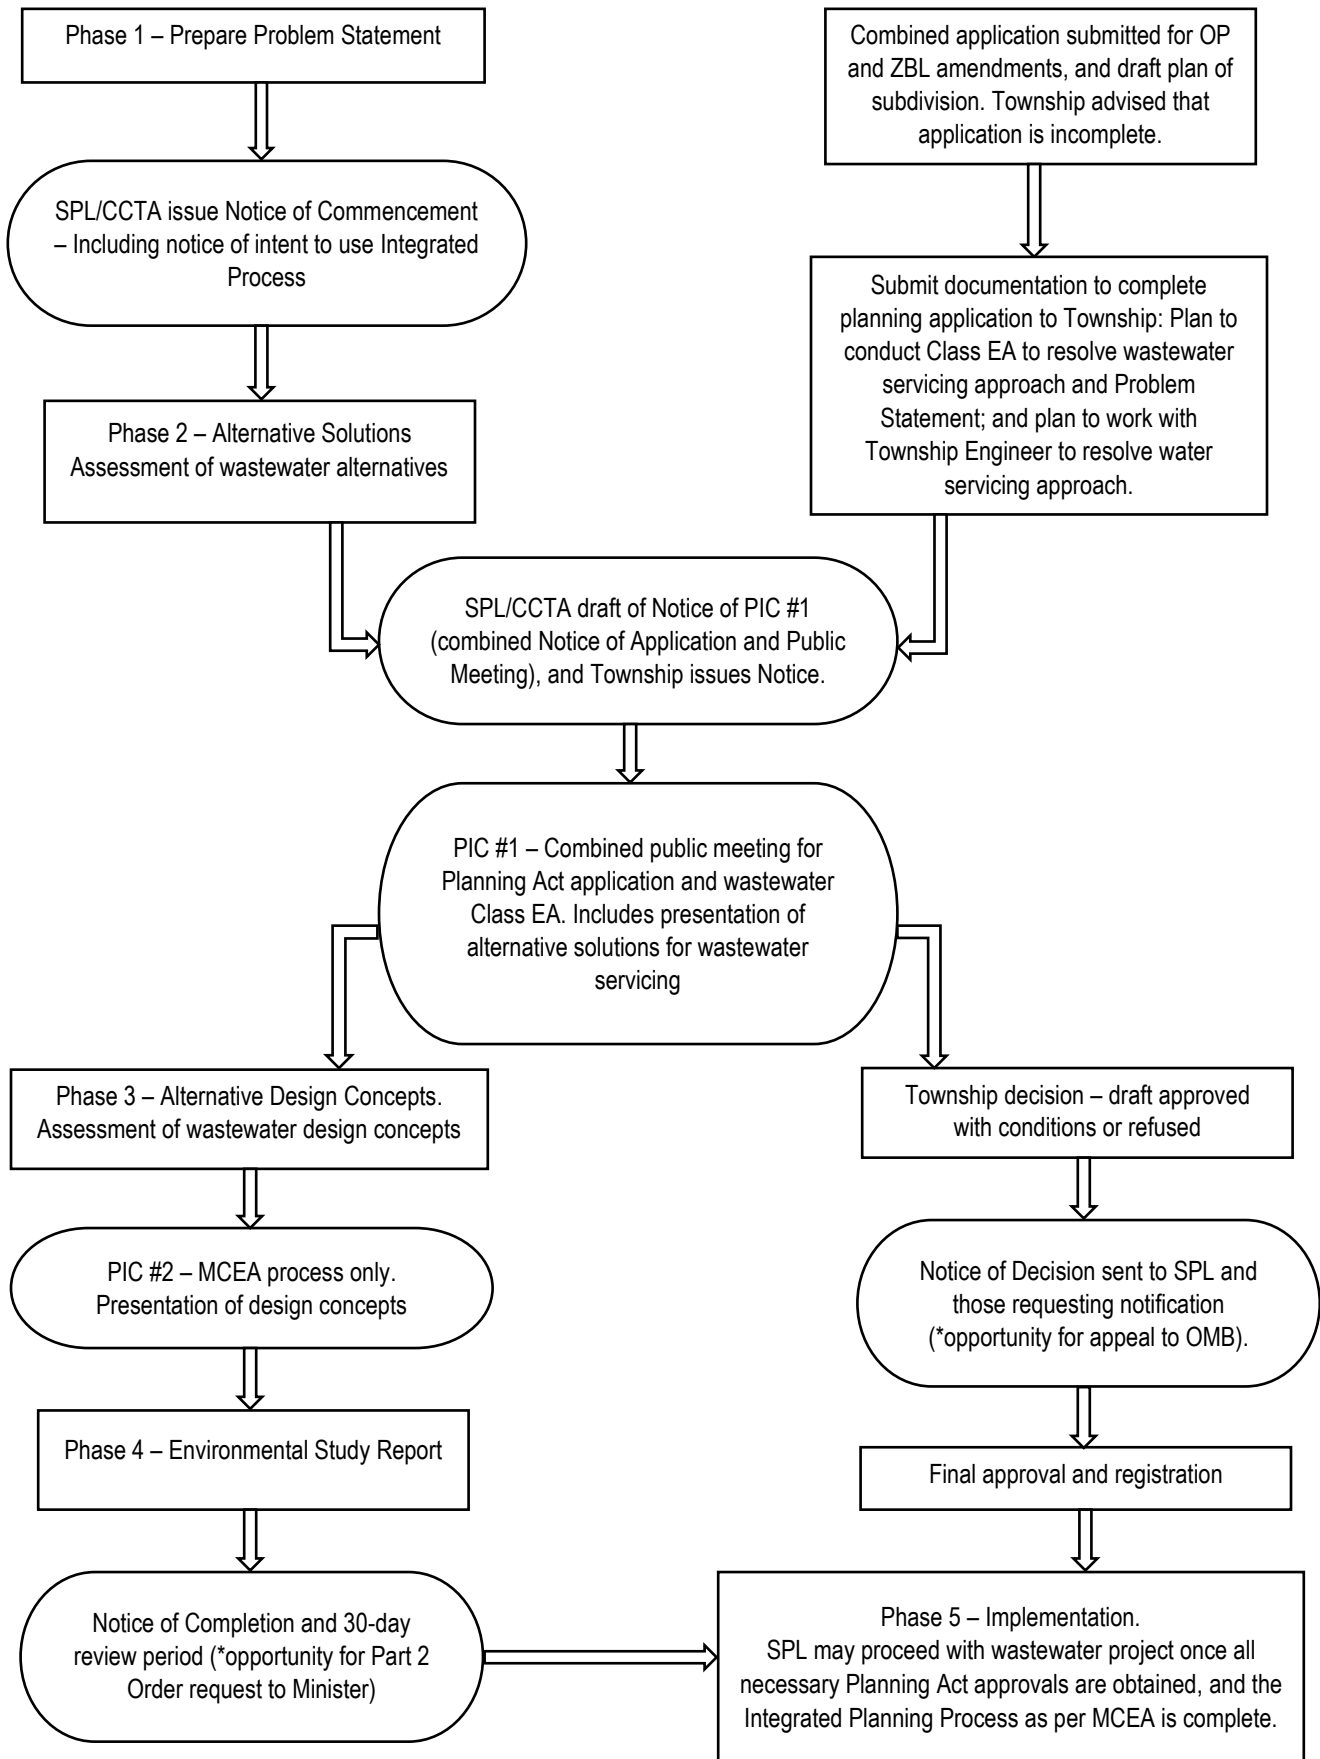 Phase 1 – Prepare Problem Statement
Combined application submitted for OP
and ZBL amendments, and draft plan of
subdivision. Township advised that
application is incomplete.
SPL/CCTA issue Notice of Commencement
– Including notice of intent to use Integrated
Process
Submit documentation to complete
planning application to Township: Plan to
conduct Class EA to resolve wastewater
servicing approach and Problem
Statement; and plan to work with
Township Engineer to resolve water
servicing approach.
Phase 2 – Alternative Solutions
Assessment of wastewater alternatives
SPL/CCTA draft of Notice of PIC #1
(combined Notice of Application and Public
Meeting), and Township issues Notice.
PIC #1 – Combined public meeting for
Planning Act application and wastewater
Class EA. Includes presentation of
alternative solutions for wastewater
servicing
Phase 3 – Alternative Design Concepts.
Assessment of wastewater design concepts
Township decision – draft approved
with conditions or refused
PIC #2 – MCEA process only.
Presentation of design concepts
Notice of Decision sent to SPL and
those requesting notification
(*opportunity for appeal to OMB).
Phase 4 – Environmental Study Report
Final approval and registration
Notice of Completion and 30-day
review period (*opportunity for Part 2
Order request to Minister)
Phase 5 – Implementation.
SPL may proceed with wastewater project once all
necessary Planning Act approvals are obtained, and the
Integrated Planning Process as per MCEA is complete.